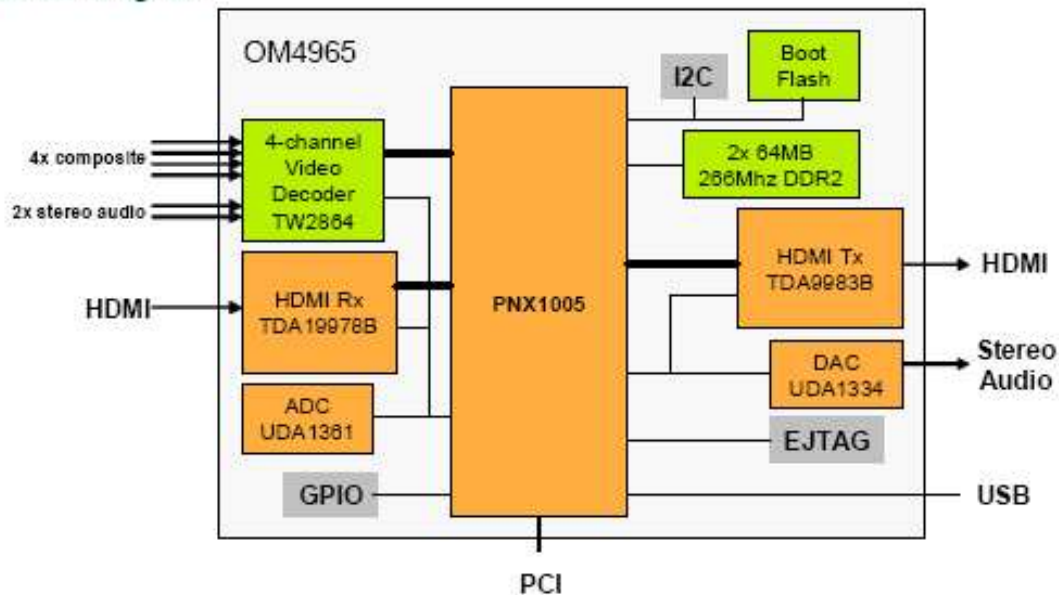 OM4965
I2C
Boot
Flash
4x composite
2x stereo audio
4-channel
Video
Decoder
TW2864
2x 64MB
266Mhz DDR2
HDMI
HDMI Rx
TDA19978B
PNX1005
HDMI Tx
TDA9983B
HDMI
ADC
UDA1361
DAC
UDA1334
Stereo
Audio
EJTAG
GPIO
USB
PCI